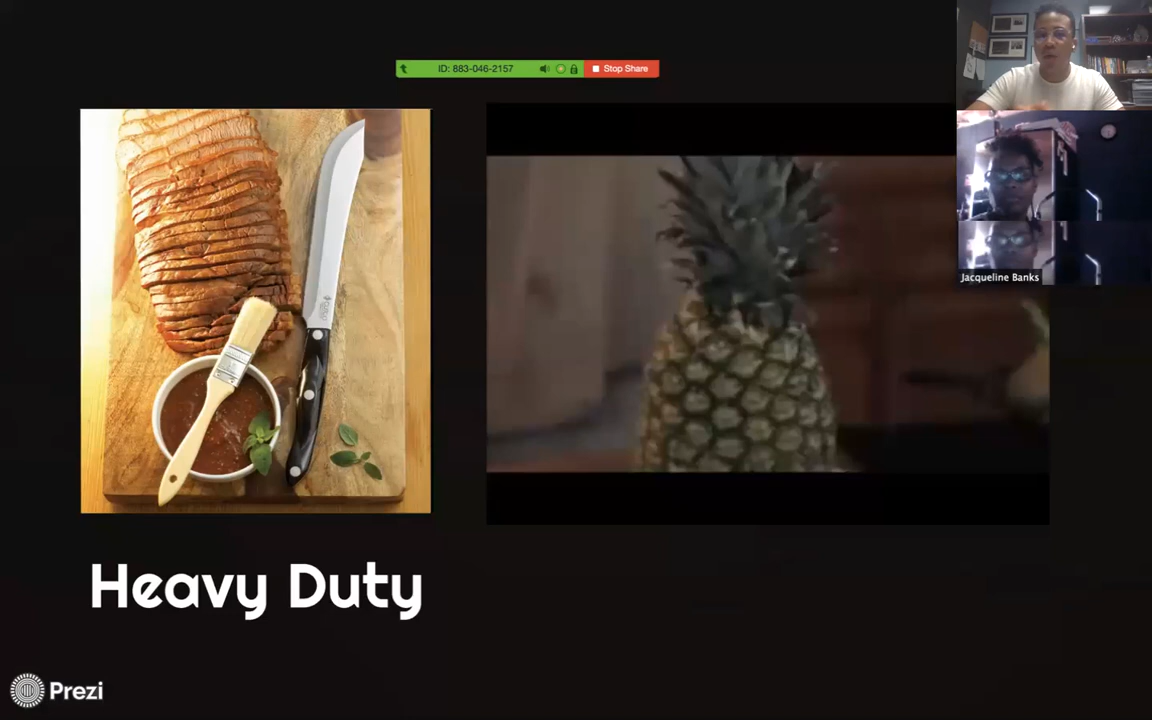 ID: 883-046-2157
Stop Share
Jacqueline Banks
Heavy Duty
Prezi